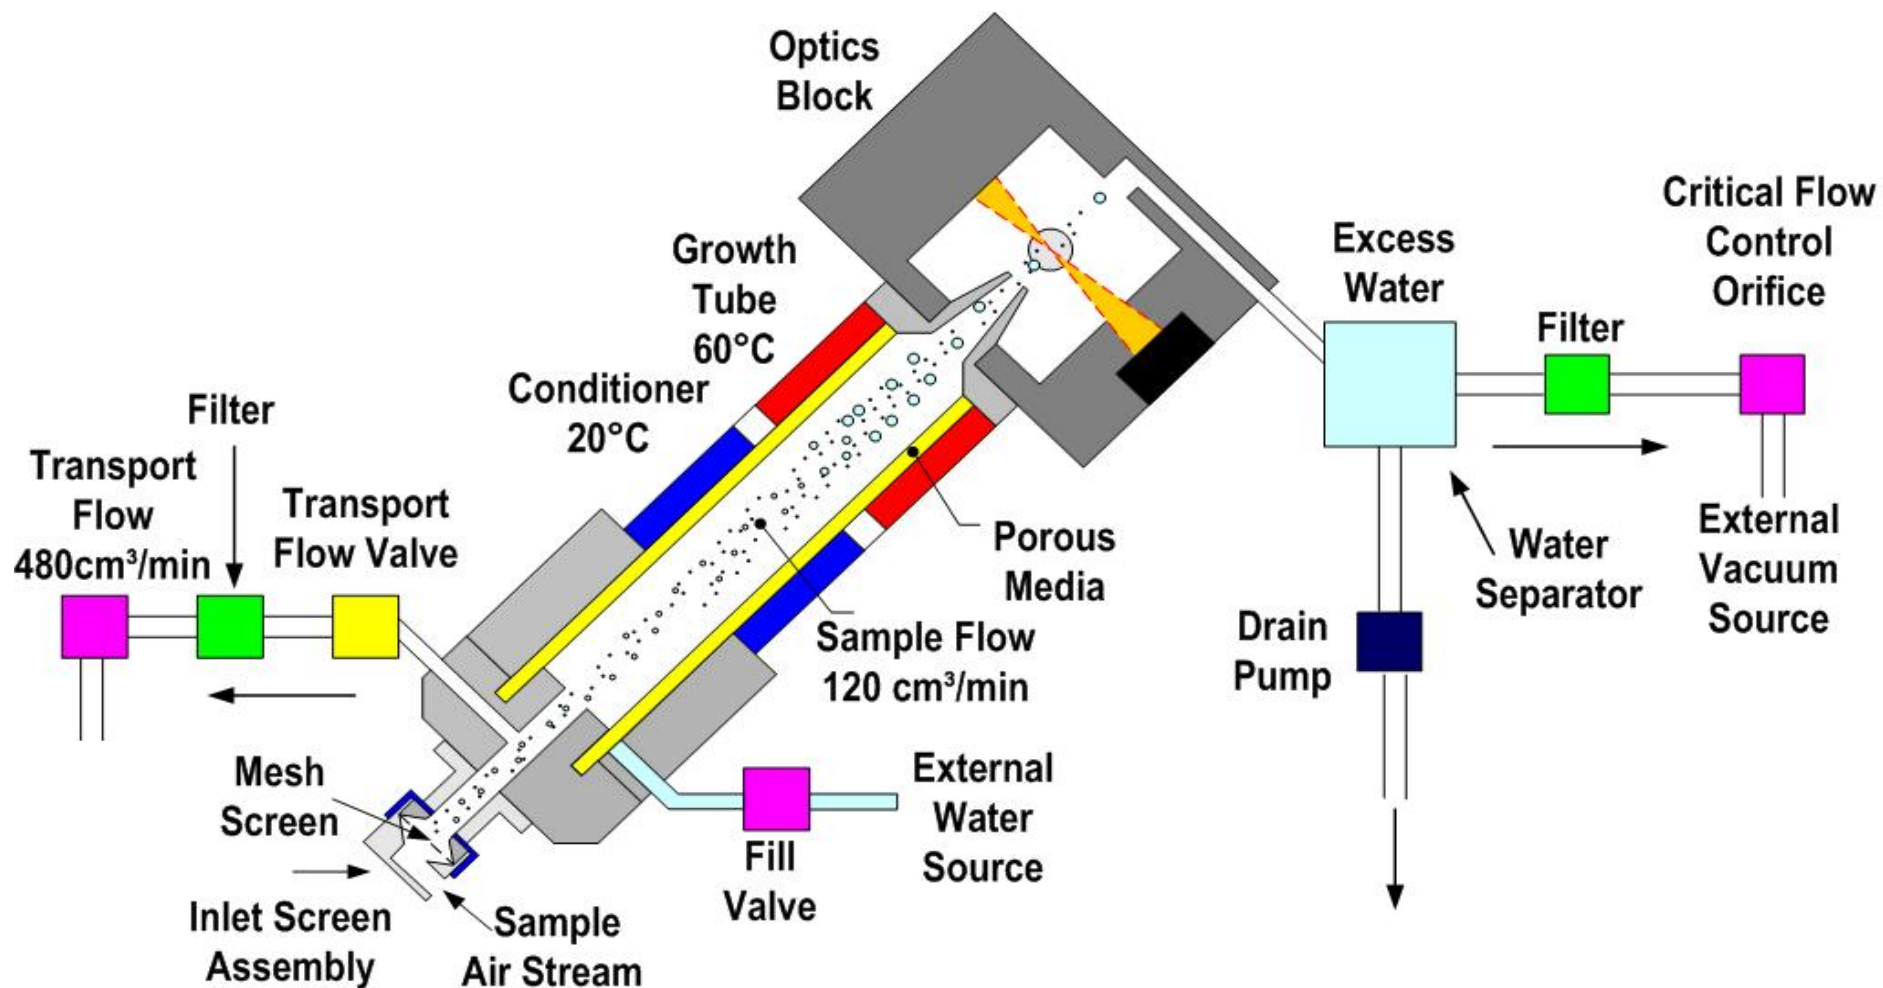 Optics
Block
Growth
Tube
60°C
Conditioner
20°C
Filter
Transport
Flow
480cm³/min
Transport
Flow Valve
Excess
Water
Filter
Critical Flow
Control
Orifice
External
Vacuum
Source
Water
Separator
Drain
Pump
Porous
Media
Sample Flow
120 cm³/min
Mesh
Screen
Inlet Screen
Assembly
Sample
Air Stream
Fill
Valve
External
Water
Source